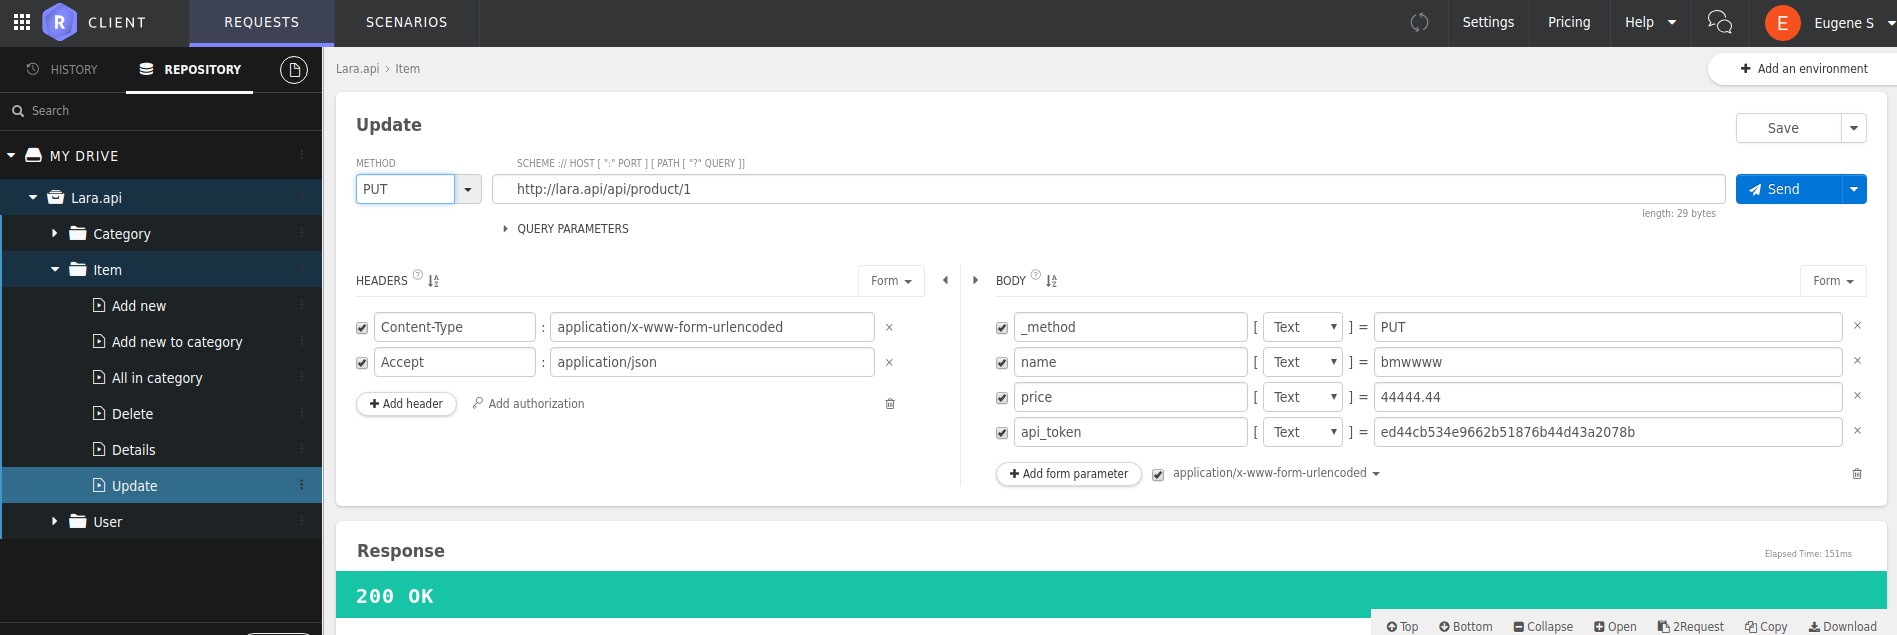 R CLIENT REQUESTS SCENARIOS Settings Pricing Help E Eugene S
HISTORY REPOSITORY
Lara.api › Item
Add an environment
Search
Update
Save
MY DRIVE
METHOD SCHEME :// HOST [ ":" PORT ] [ PATH [ "?" QUERY ]]
PUT http://lara.api/api/product/1 Send
Lara.api
length: 29 bytes
Category
QUERY PARAMETERS
Item
HEADERS ? Form
BODY ? Form
Add new
Content-Type : application/x-www-form-urlencoded ×
_method [ Text ] = PUT ×
Add new to category
Accept : application/json ×
name [ Text ] = bmwwww ×
All in category
price [ Text ] = 44444.44 ×
Add header Add authorization
Delete
api_token [ Text ] = ed44cb534e9662b51876b44d43a2078b ×
Details
Add form parameter application/x-www-form-urlencoded
Update
User
Response
Elapsed Time: 151ms
200 OK
Top Bottom Collapse Open 2Request Copy Download